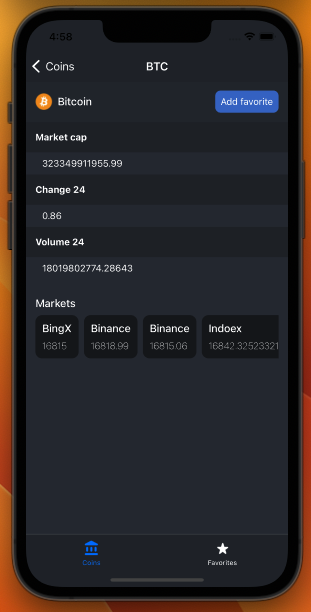 4:58
Coins
BTC
Bitcoin
Add favorite
Market cap
323349911955.99
Change 24
0.86
Volume 24
18019802774.28643
Markets
BingX Binance Binance Indoex
16815 16818.99 16815.06 16842.32523321
Coins Favorites